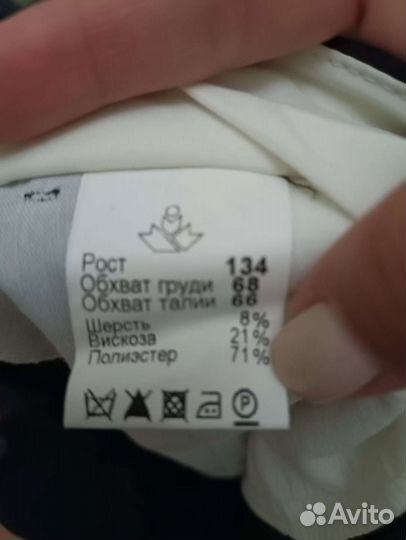 Рост 134
Обхват груди 68
Обхват талии 66
Шерсть 8%
Вискоза 21%
Полиэстер 71%
P
Avito